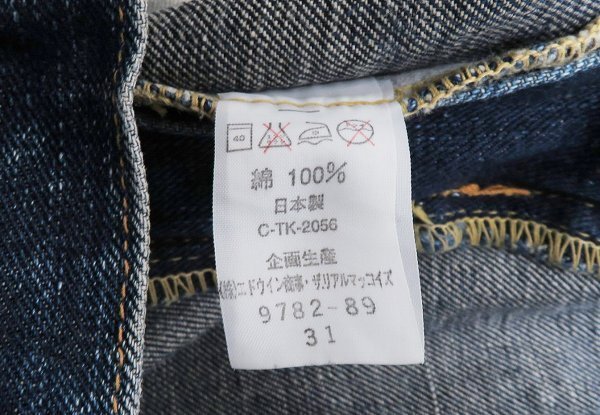 40
綿 100%
日本製
C-TK-2056
企画生産
(株)エドウイン商事・ザ.リアルマッコイズ
9782-89
31